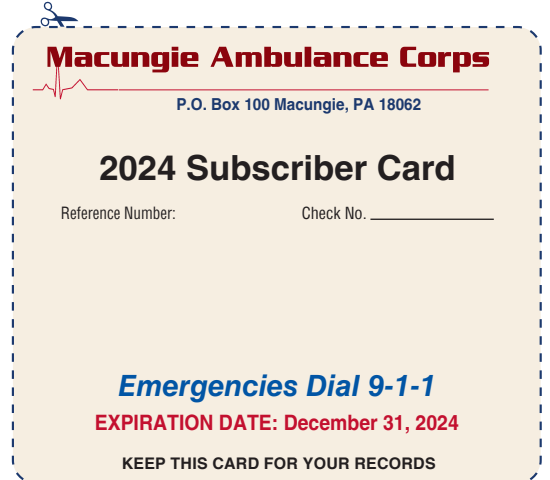 Macungie Ambulance Corps
P.O. Box 100 Macungie, PA 18062
2024 Subscriber Card
Reference Number: Check No. 
Emergencies Dial 9-1-1
EXPIRATION DATE: December 31, 2024
KEEP THIS CARD FOR YOUR RECORDS